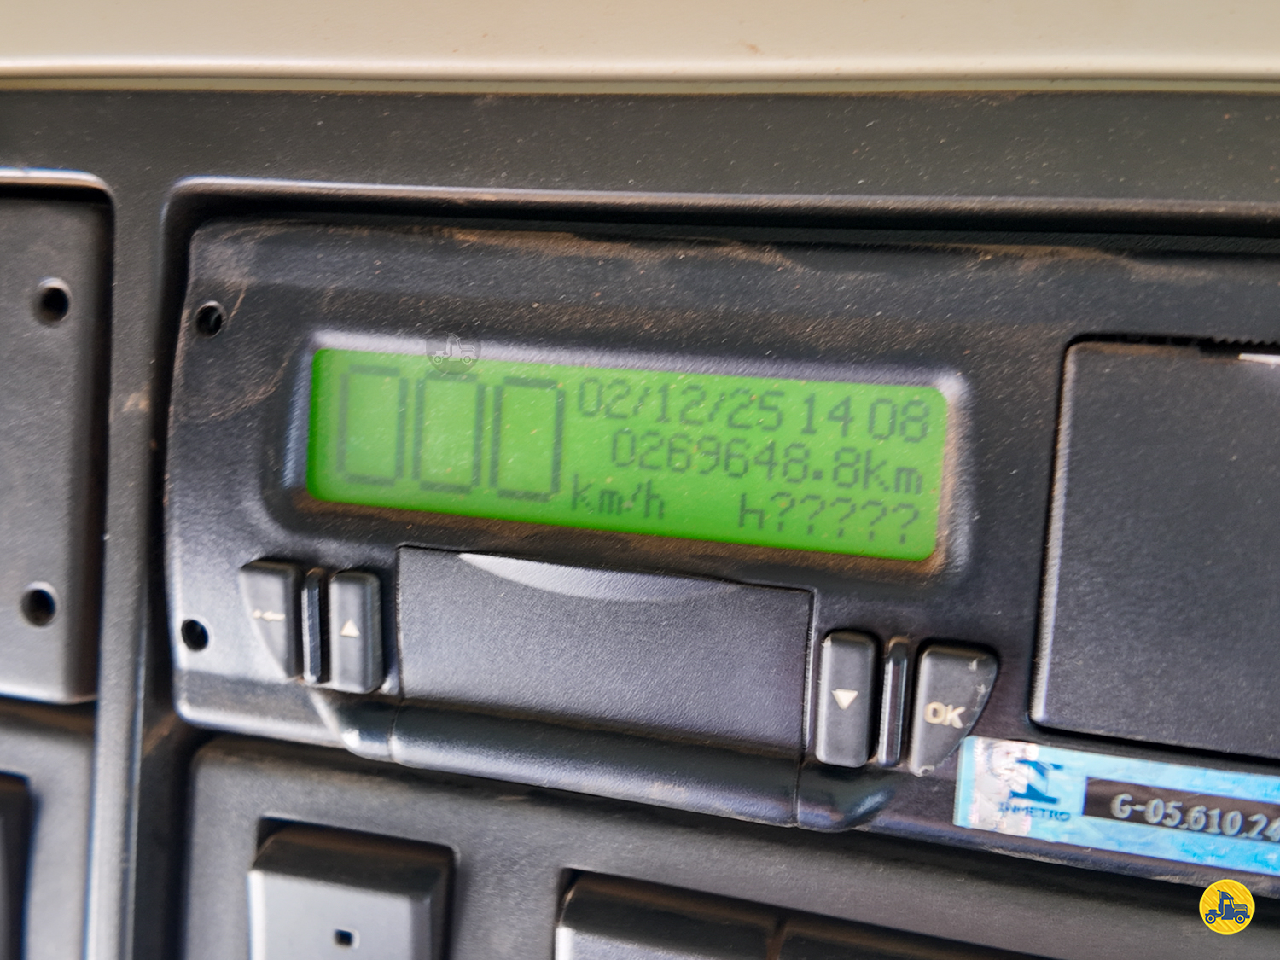 000 02/12/25 14 08
0269648.8km
km/h h?????
OK
INMETRO
G-05.610.24